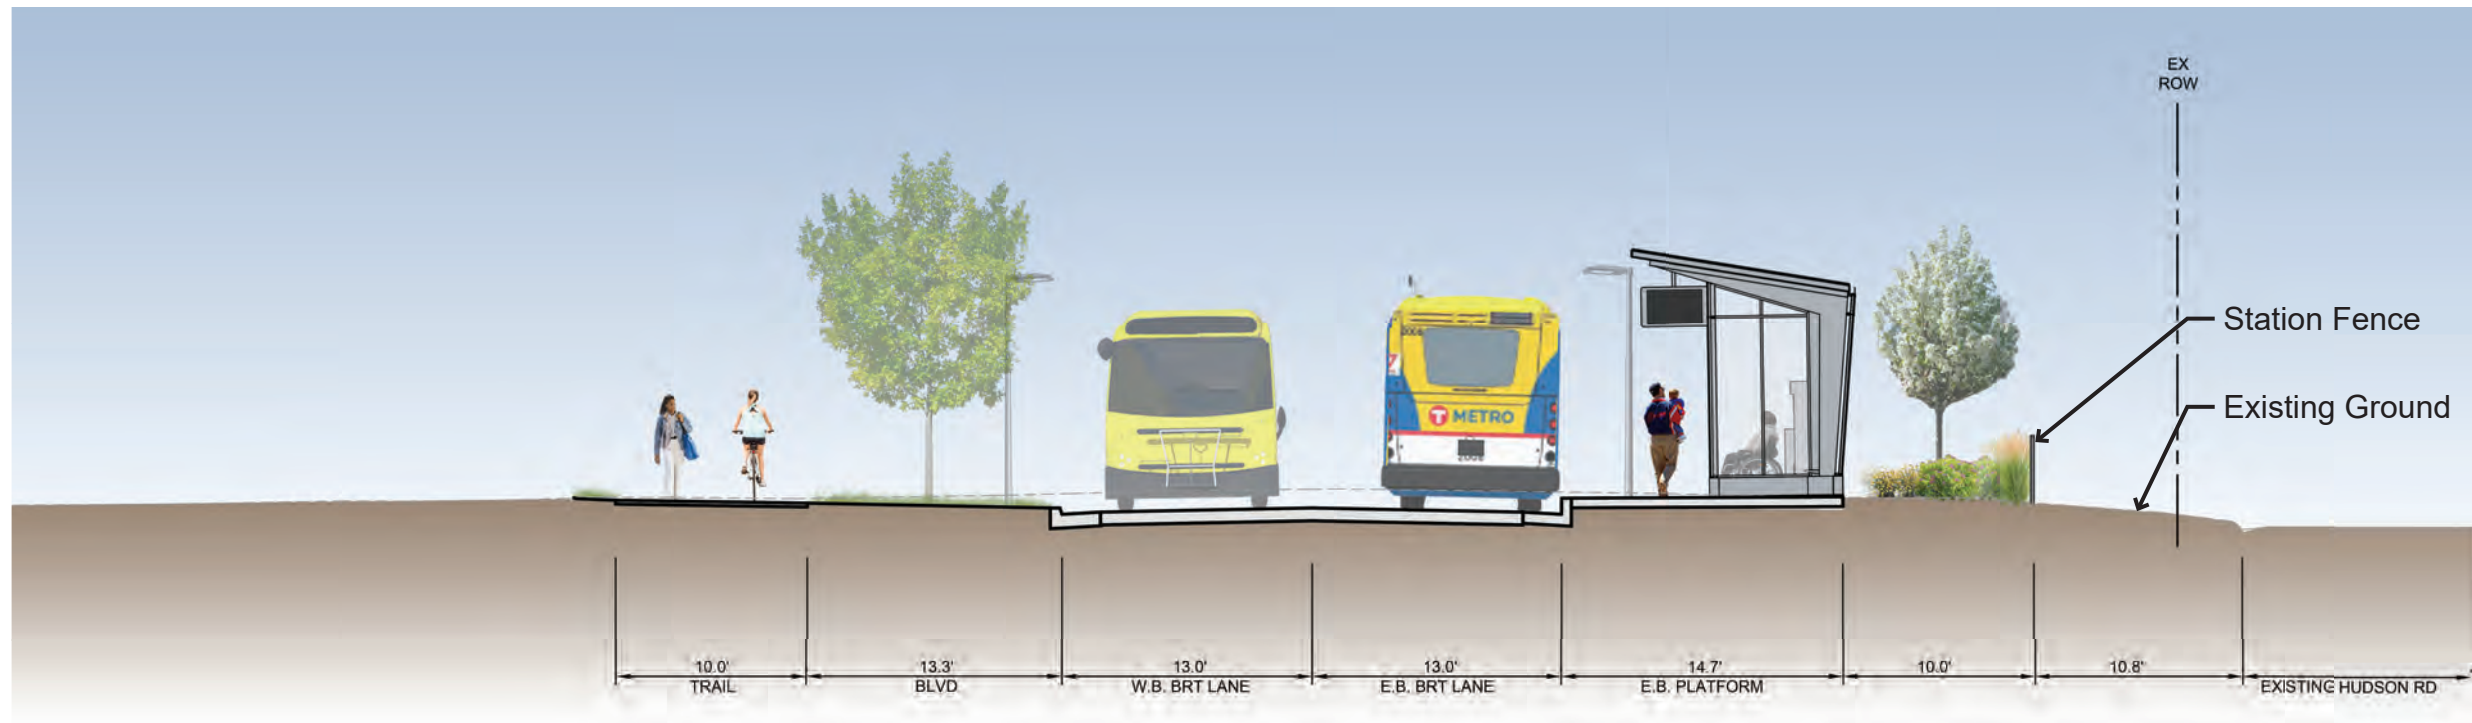 EX
ROW
Station Fence
Existing Ground
2008
METRO
10.0'
TRAIL
13.3'
BLVD
13.0'
W.B. BRT LANE
13.0'
E.B. BRT LANE
14.7'
E.B. PLATFORM
10.0'
10.8'
EXISTING HUDSON RD